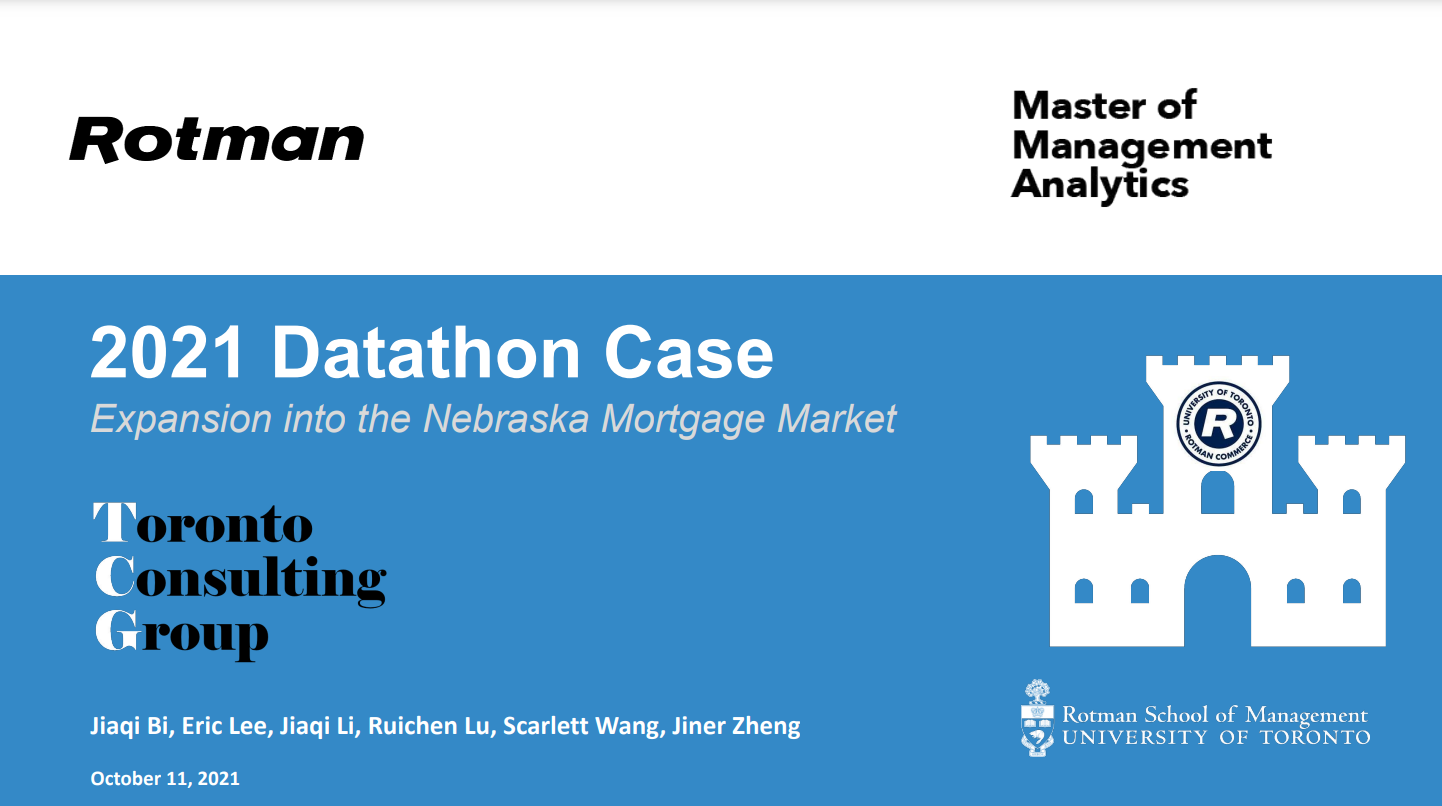 Rotman
Master of
Management
Analytics
2021 Datathon Case
Expansion into the Nebraska Mortgage Market
UNIVERSITY OF TORONTO
R
ROTMAN COMMERCE
Toronto
Consulting
Group
Jiaqi Bi, Eric Lee, Jiaqi Li, Ruichen Lu, Scarlett Wang, Jiner Zheng
October 11, 2021
Rotman School of Management
UNIVERSITY OF TORONTO